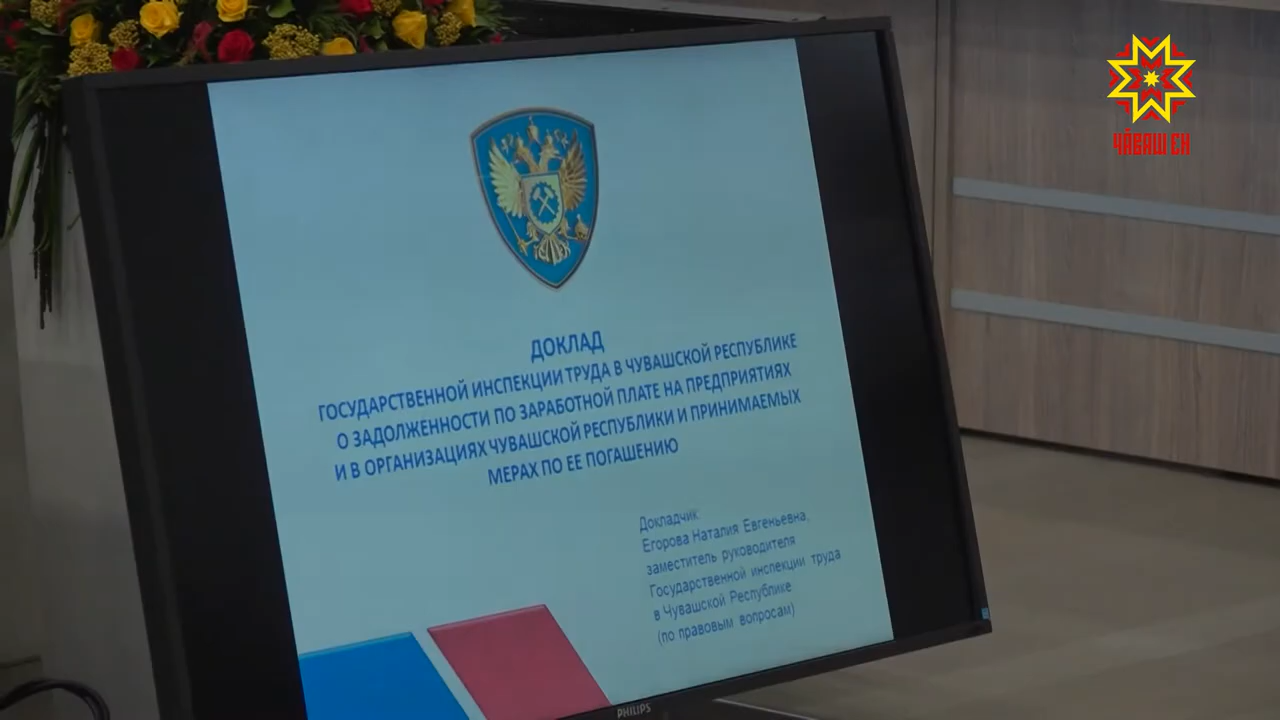 ЧӐВАШ ЕН
ДОКЛАД
ГОСУДАРСТВЕННОЙ ИНСПЕКЦИИ ТРУДА В ЧУВАШСКОЙ РЕСПУБЛИКЕ
О ЗАДОЛЖЕННОСТИ ПО ЗАРАБОТНОЙ ПЛАТЕ НА ПРЕДПРИЯТИЯХ
И В ОРГАНИЗАЦИЯХ ЧУВАШСКОЙ РЕСПУБЛИКИ И ПРИНИМАЕМЫХ
МЕРАХ ПО ЕЕ ПОГАШЕНИЮ
Докладчик
Егорова Наталия Евгеньевна,
заместитель руководителя
Государственной инспекции труда
в Чувашской Республике
(по правовым вопросам)
PHILIPS